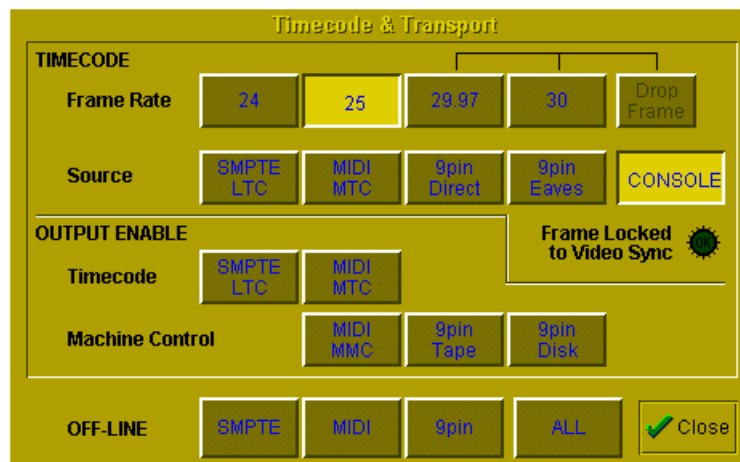 Timecode & Transport
TIMECODE
Frame Rate 24 25 29.97 30 Drop Frame
Source SMPTE LTC MIDI MTC 9pin Direct 9pin Eaves CONSOLE
OUTPUT ENABLE
Frame Locked
to Video Sync OK
Timecode SMPTE LTC MIDI MTC
Machine Control MIDI MMC 9pin Tape 9pin Disk
OFF-LINE SMPTE MIDI 9pin ALL Close